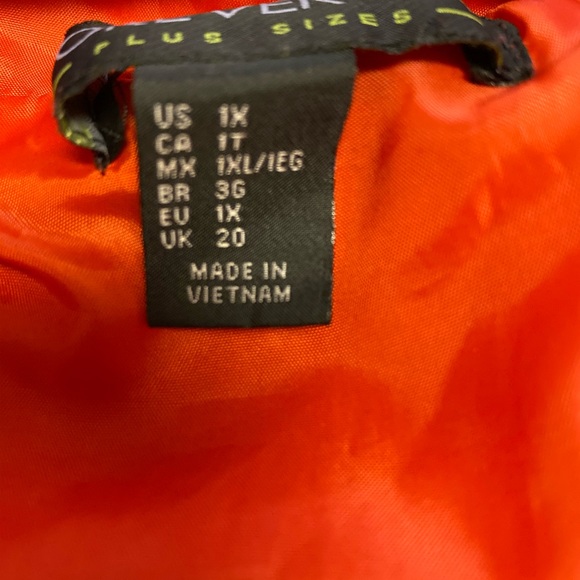 PLUS SIZES
US 1X
CA 1T
MX 1XL/1EG
BR 3G
EU 1X
UK 20
MADE IN
VIETNAM